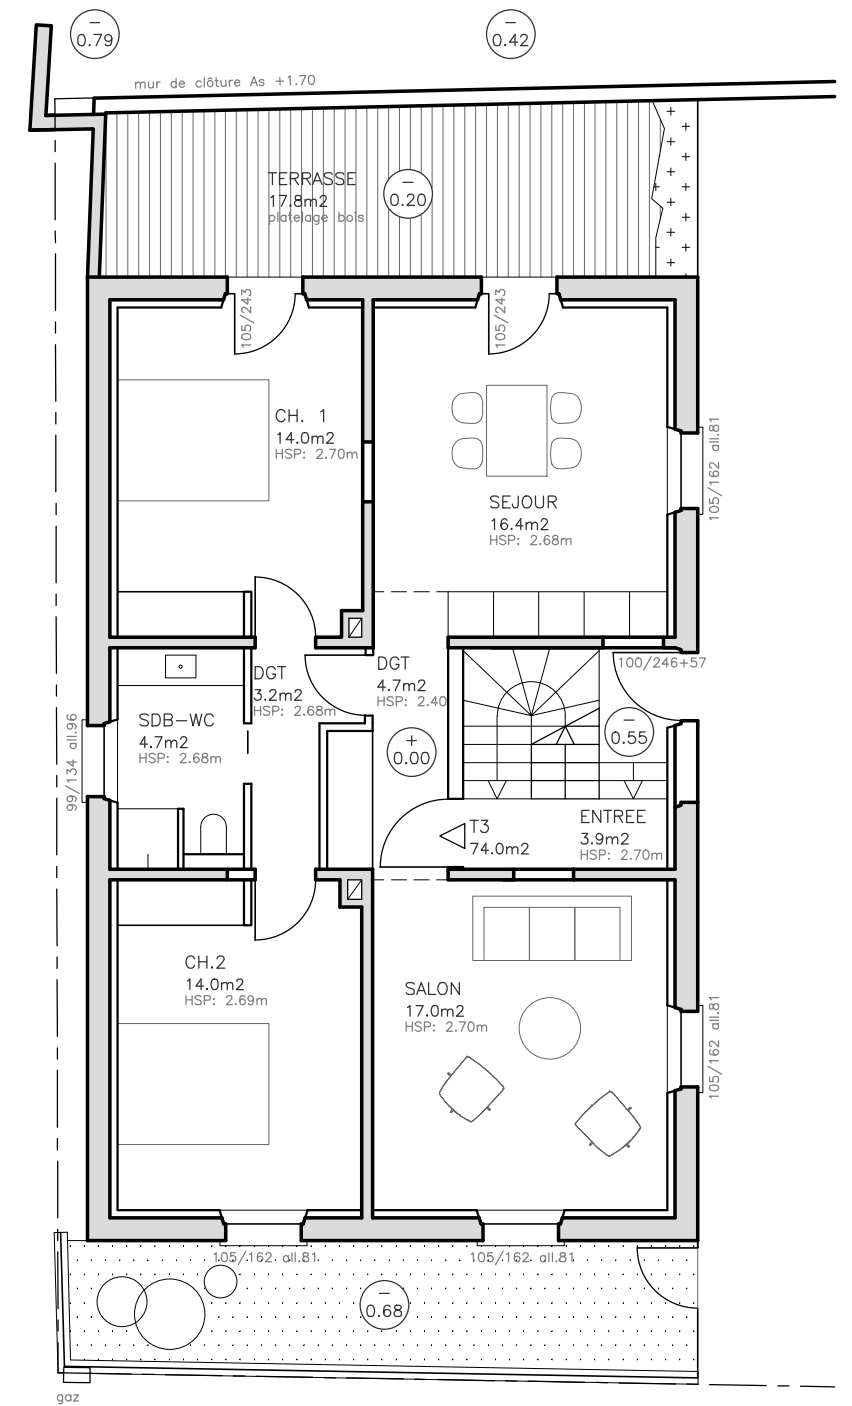 −
0.79
−
0.42
mur de clôture As +1.70
TERRASSE
17.8m2
platelage bois
−
0.20
105/243
105/243
CH. 1
14.0m2
HSP: 2.70m
105/162 all.81
SEJOUR
16.4m2
HSP: 2.68m
DGT
3.2m2
HSP: 2.68m
DGT
4.7m2
HSP: 2.40
100/246+57
SDB-WC
4.7m2
HSP: 2.68m
99/134 all.96
+
0.00
−
0.55
T3
74.0m2
ENTREE
3.9m2
HSP: 2.70m
CH.2
14.0m2
HSP: 2.69m
SALON
17.0m2
HSP: 2.70m
105/162 all.81
105/162 all.81
105/162 all.81
−
0.68
gaz